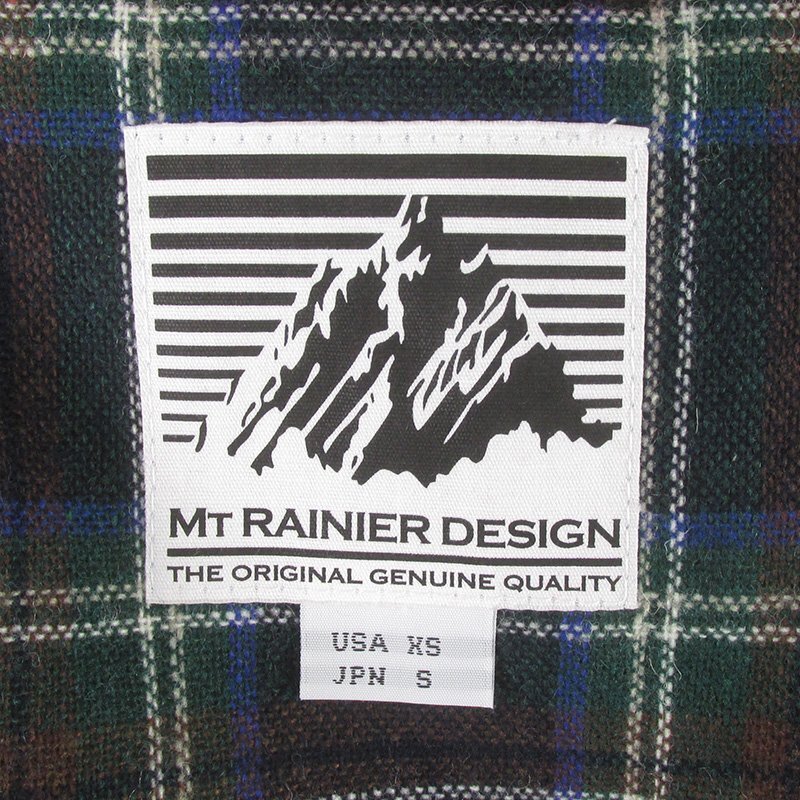 MT RAINIER DESIGN
THE ORIGINAL GENUINE QUALITY
USA XS
JPN S